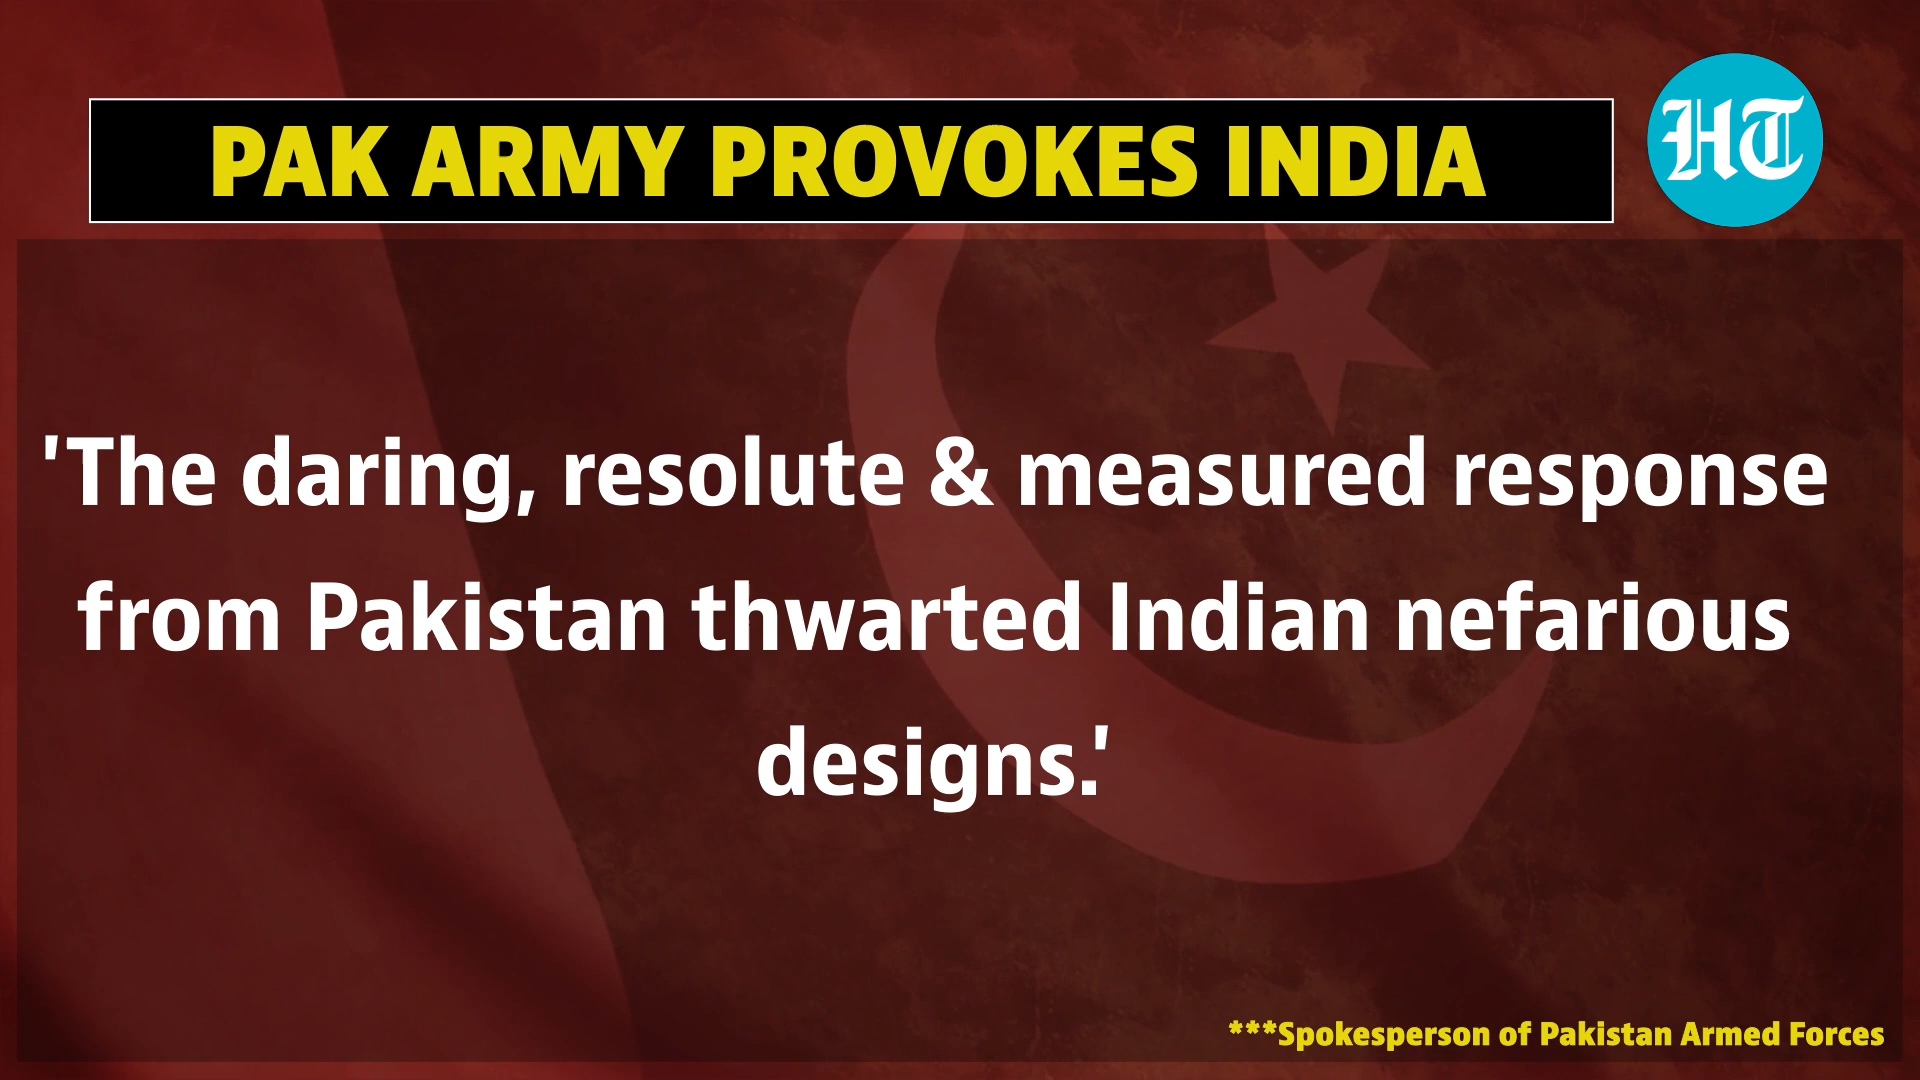 PAK ARMY PROVOKES INDIA
HT
'The daring, resolute & measured response
from Pakistan thwarted Indian nefarious
designs.'
***Spokesperson of Pakistan Armed Forces